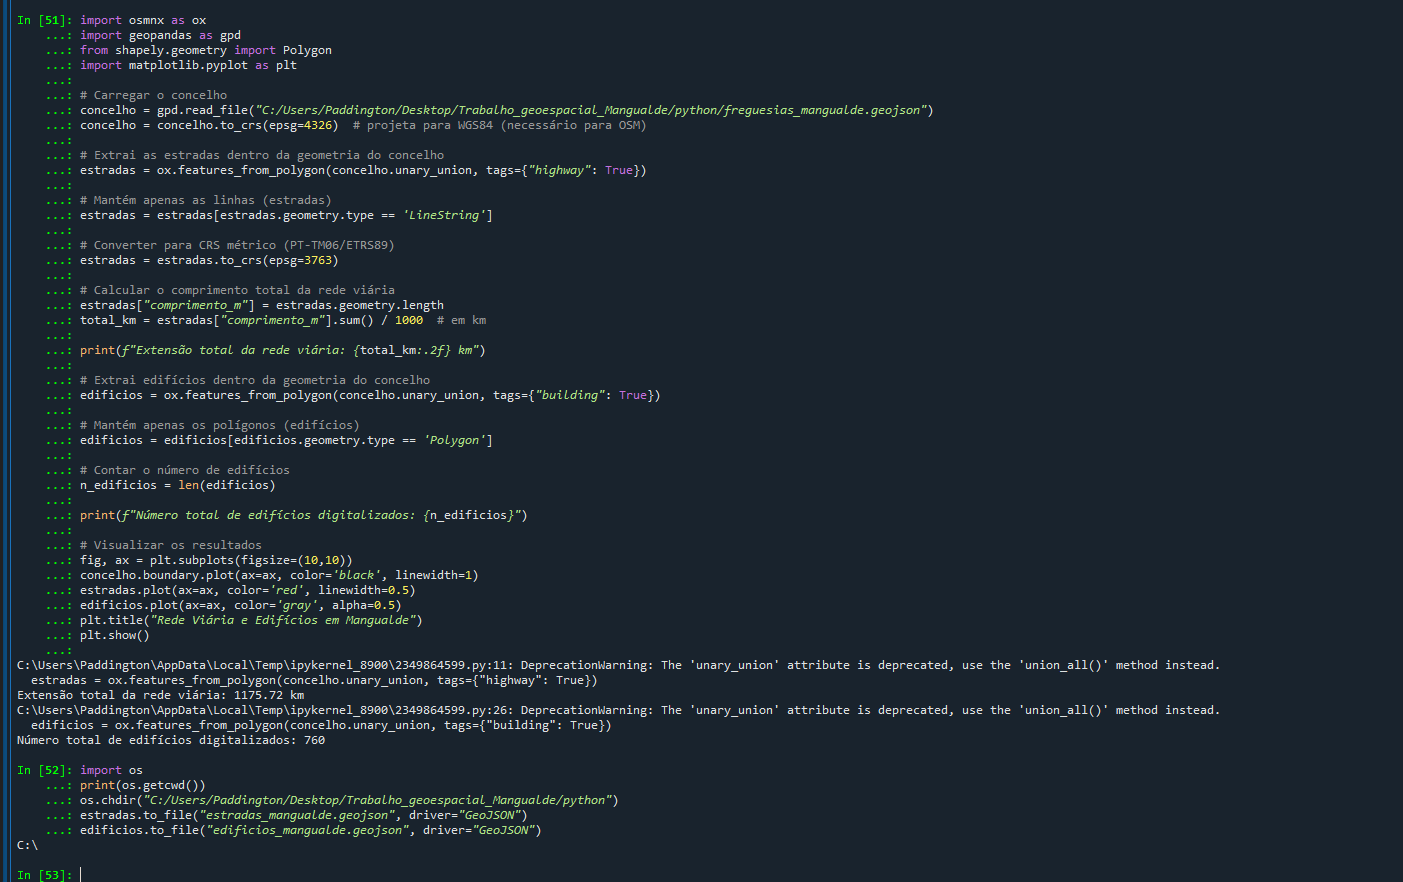 In [51]: import osmnx as ox
    ...: import geopandas as gpd
    ...: from shapely.geometry import Polygon
    ...: import matplotlib.pyplot as plt
    ...:
    ...: # Carregar o concelho
    ...: concelho = gpd.read_file("C:/Users/Paddington/Desktop/Trabalho_geoespacial_Mangualde/python/freguesias_mangualde.geojson")
    ...: concelho = concelho.to_crs(epsg=4326)  # projeta para WGS84 (necessário para OSM)
    ...:
    ...: # Extrai as estradas dentro da geometria do concelho
    ...: estradas = ox.features_from_polygon(concelho.unary_union, tags={"highway": True})
    ...:
    ...: # Mantém apenas as linhas (estradas)
    ...: estradas = estradas[estradas.geometry.type == 'LineString']
    ...:
    ...: # Converter para CRS métrico (PT-TM06/ETRS89)
    ...: estradas = estradas.to_crs(epsg=3763)
    ...:
    ...: # Calcular o comprimento total da rede viária
    ...: estradas["comprimento_m"] = estradas.geometry.length
    ...: total_km = estradas["comprimento_m"].sum() / 1000  # em km
    ...:
    ...: print(f"Extensão total da rede viária: {total_km:.2f} km")
    ...:
    ...: # Extrai edifícios dentro da geometria do concelho
    ...: edificios = ox.features_from_polygon(concelho.unary_union, tags={"building": True})
    ...:
    ...: # Mantém apenas os polígonos (edifícios)
    ...: edificios = edificios[edificios.geometry.type == 'Polygon']
    ...:
    ...: # Contar o número de edifícios
    ...: n_edificios = len(edificios)
    ...:
    ...: print(f"Número total de edifícios digitalizados: {n_edificios}")
    ...:
    ...: # Visualizar os resultados
    ...: fig, ax = plt.subplots(figsize=(10,10))
    ...: concelho.boundary.plot(ax=ax, color='black', linewidth=1)
    ...: estradas.plot(ax=ax, color='red', linewidth=0.5)
    ...: edificios.plot(ax=ax, color='gray', alpha=0.5)
    ...: plt.title("Rede Viária e Edifícios em Mangualde")
    ...: plt.show()
    ...:
C:\Users\Paddington\AppData\Local\Temp\ipykernel_8900\2349864599.py:11: DeprecationWarning: The 'unary_union' attribute is deprecated, use the 'union_all()' method instead.
  estradas = ox.features_from_polygon(concelho.unary_union, tags={"highway": True})
Extensão total da rede viária: 1175.72 km
C:\Users\Paddington\AppData\Local\Temp\ipykernel_8900\2349864599.py:26: DeprecationWarning: The 'unary_union' attribute is deprecated, use the 'union_all()' method instead.
  edificios = ox.features_from_polygon(concelho.unary_union, tags={"building": True})
Número total de edifícios digitalizados: 760

In [52]: import os
    ...: print(os.getcwd())
    ...: os.chdir("C:/Users/Paddington/Desktop/Trabalho_geoespacial_Mangualde/python")
    ...: estradas.to_file("estradas_mangualde.geojson", driver="GeoJSON")
    ...: edificios.to_file("edificios_mangualde.geojson", driver="GeoJSON")
C:\

In [53]: